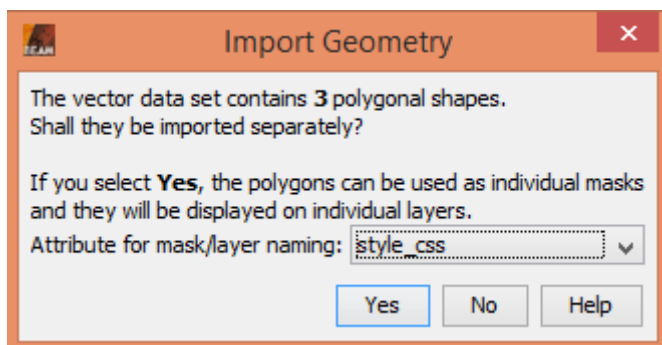 Import Geometry
The vector data set contains 3 polygonal shapes.
Shall they be imported separately?
If you select Yes, the polygons can be used as individual masks
and they will be displayed on individual layers.
Attribute for mask/layer naming: style_css
Yes No Help